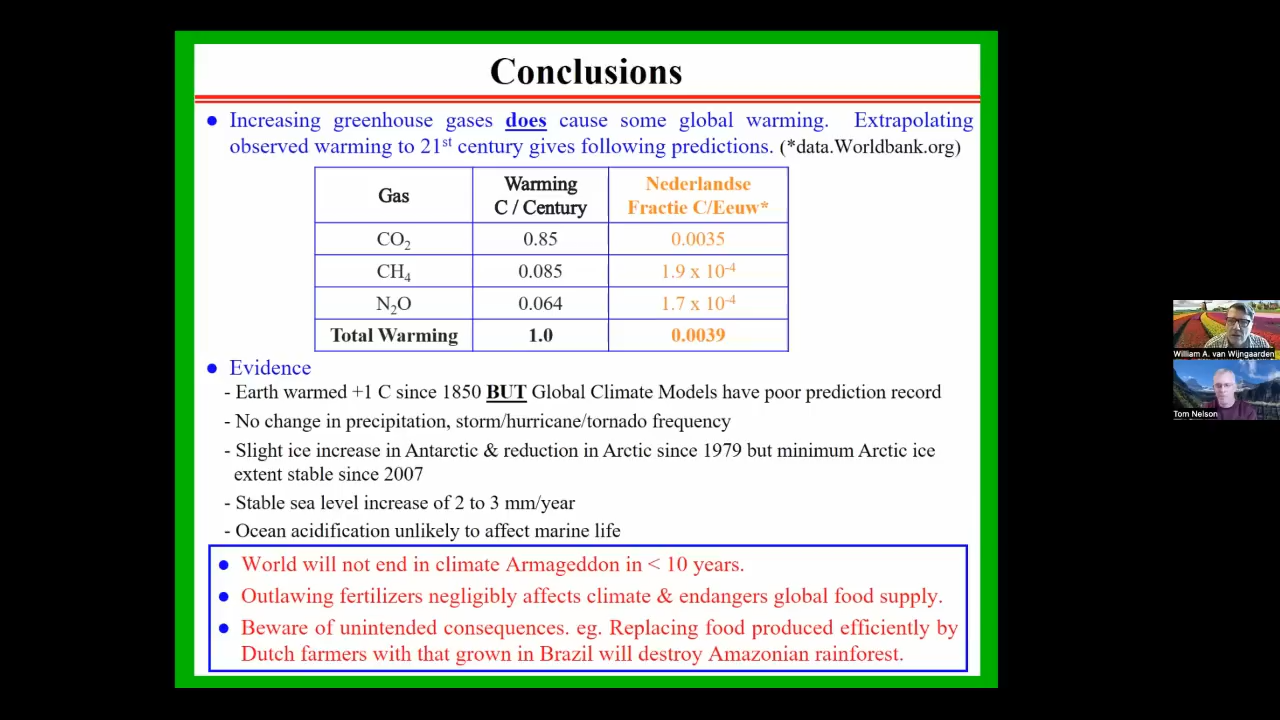 Conclusions
● Increasing greenhouse gases does cause some global warming. Extrapolating
observed warming to 21st century gives following predictions. (*data.Worldbank.org)
Gas
Warming
C / Century
Nederlandse
Fractie C/Eeuw*
CO₂ 0.85 0.0035
CH₄ 0.085 1.9 x 10⁻⁴
N₂O 0.064 1.7 x 10⁻⁴
Total Warming 1.0 0.0039
● Evidence
- Earth warmed +1 C since 1850 BUT Global Climate Models have poor prediction record
- No change in precipitation, storm/hurricane/tornado frequency
- Slight ice increase in Antarctic & reduction in Arctic since 1979 but minimum Arctic ice
extent stable since 2007
- Stable sea level increase of 2 to 3 mm/year
- Ocean acidification unlikely to affect marine life
● World will not end in climate Armageddon in < 10 years.
● Outlawing fertilizers negligibly affects climate & endangers global food supply.
● Beware of unintended consequences. eg. Replacing food produced efficiently by
Dutch farmers with that grown in Brazil will destroy Amazonian rainforest.
William A. van Wijngaarden
Tom Nelson